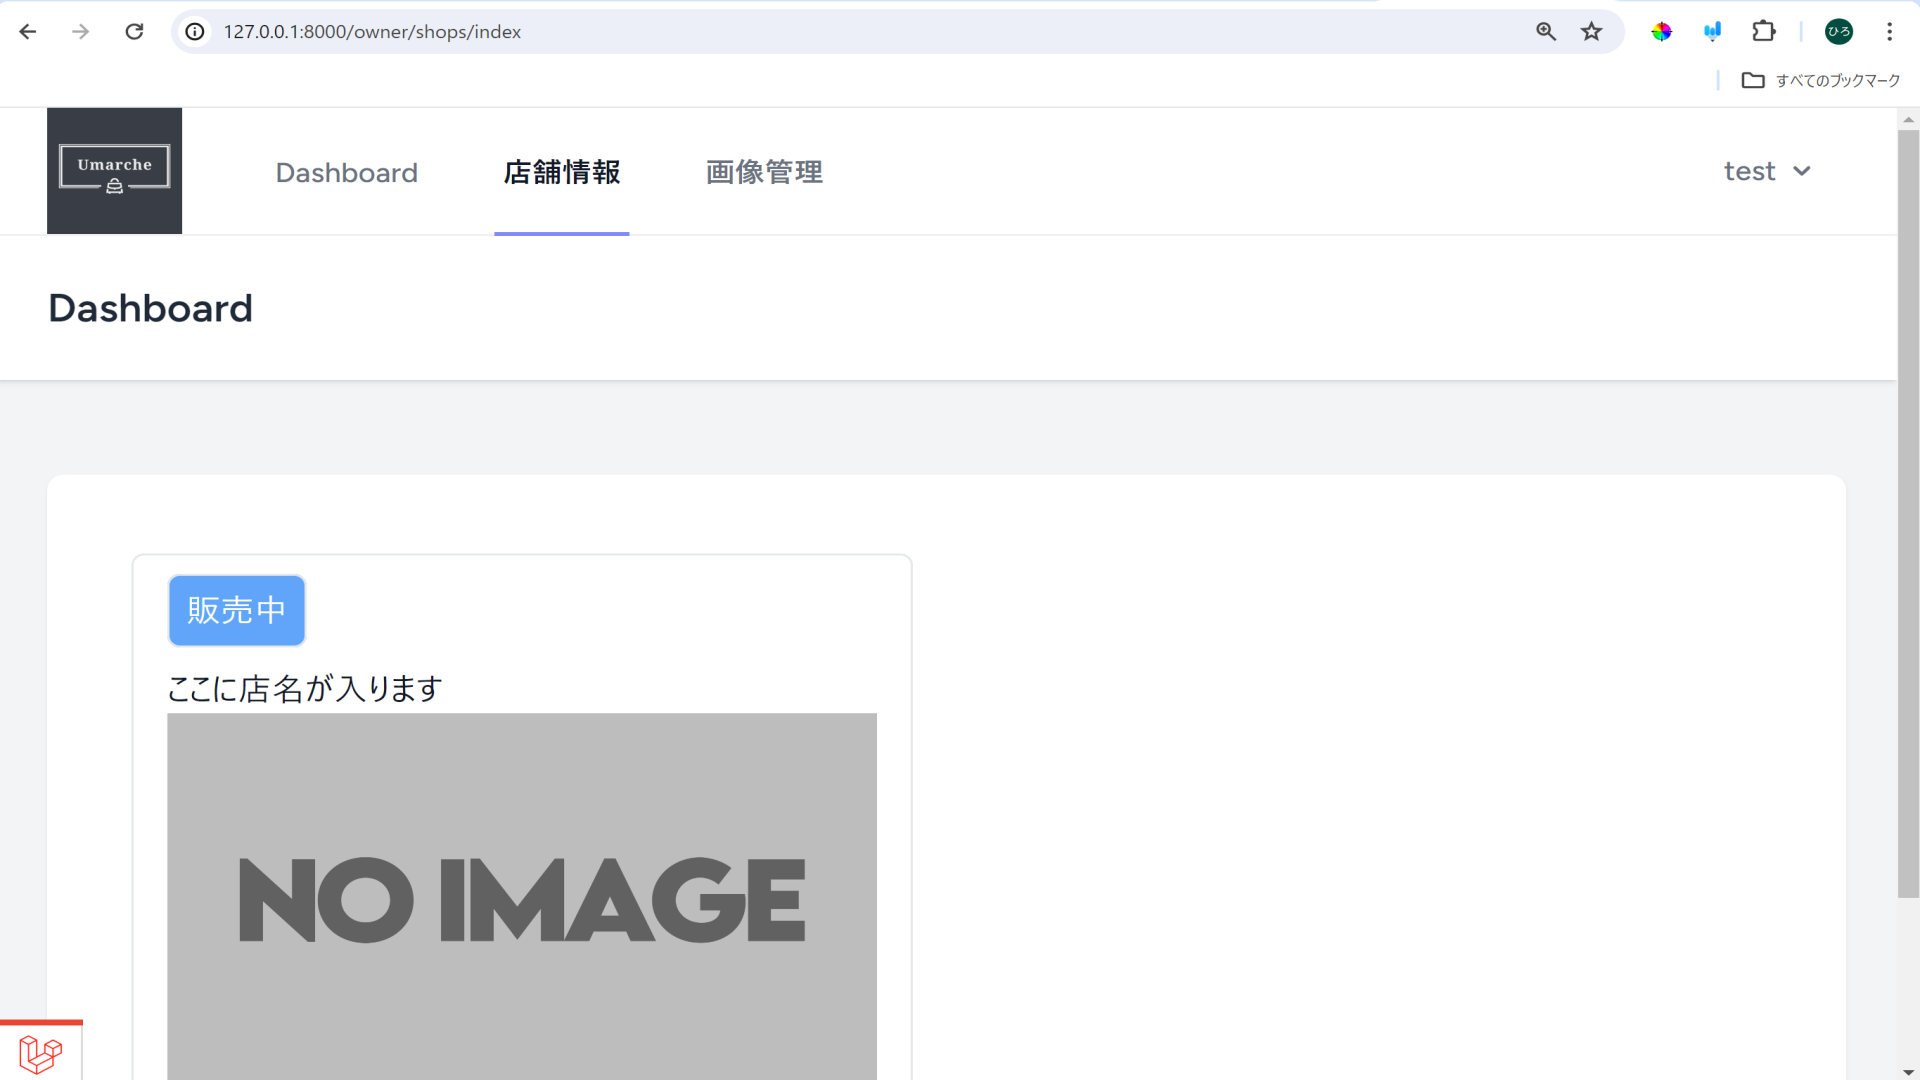 127.0.0.1:8000/owner/shops/index
ひろ
すべてのブックマーク
Umarche
Dashboard
店舗情報
画像管理
test
Dashboard
販売中
ここに店名が入ります
NO IMAGE